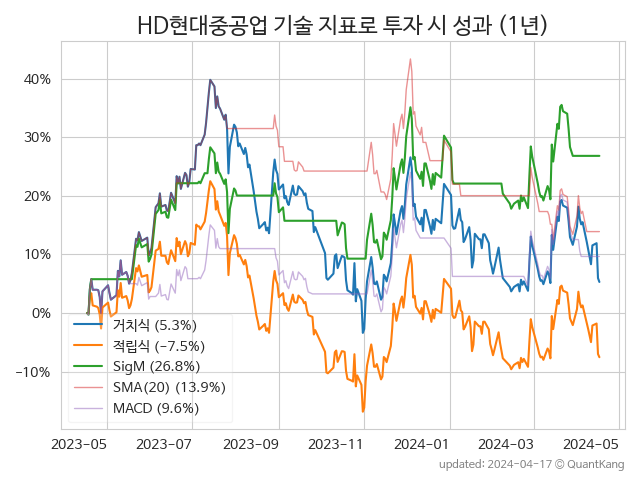 HD현대중공업 기술 지표로 투자 시 성과 (1년)
40%
30%
20%
10%
0%
−10%
거치식 (5.3%)
적립식 (−7.5%)
SigM (26.8%)
SMA(20) (13.9%)
MACD (9.6%)
2023-05 2023-07 2023-09 2023-11 2024-01 2024-03 2024-05
updated: 2024-04-17 © QuantKang